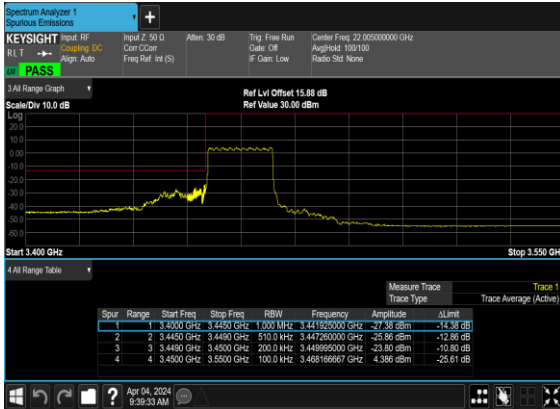 Spectrum Analyzer 1
Spurious Emissions
+
KEYSIGHT Input: RF Input Z: 50 Ω Atten: 30 dB Trig: Free Run Center Freq: 22.005000000 GHz
RLT Coupling: DC Corr CCorr Gate: Off Avg|Hold: 100/100
Align: Auto Freq Ref: Int (S) IF Gain: Low Radio Std: None
PASS
3 All Range Graph
Ref Lvl Offset 15.88 dB
Scale/Div 10.0 dB Ref Value 30.00 dBm
Log
20.0
10.0
0.00
-10.0
-20.0
-30.0
-40.0
-50.0
-60.0
Start 3.400 GHz Stop 3.550 GH
4 All Range Table
Measure Trace Trace 1
Trace Type Trace Average (Active)
Spur Range Start Freq Stop Freq RBW Frequency Amplitude ΔLimit
1 1 3.4000 GHz 3.4450 GHz 1.000 MHz 3.441925000 GHz -27.38 dBm -14.38 dB
2 2 3.4450 GHz 3.4490 GHz 510.0 kHz 3.447260000 GHz -25.86 dBm -12.86 dB
3 3 3.4490 GHz 3.4500 GHz 200.0 kHz 3.449995000 GHz -23.80 dBm -10.80 dB
4 4 3.4500 GHz 3.5500 GHz 100.0 kHz 3.468166667 GHz 4.386 dBm -25.61 dB
Apr 04, 2024
9:39:33 AM